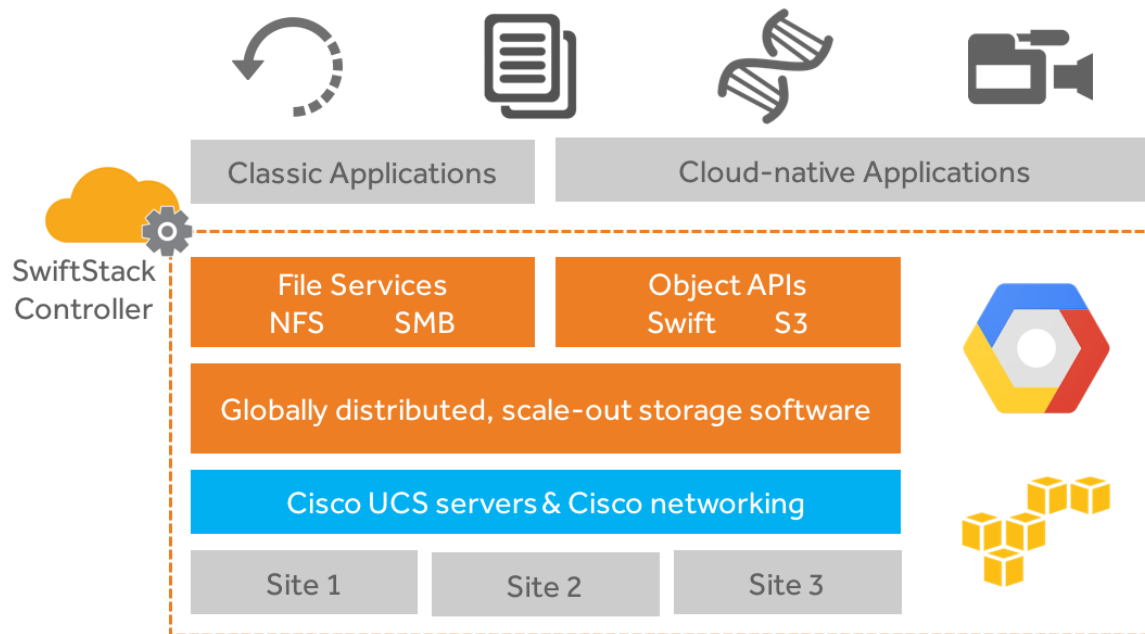 Classic Applications
Cloud-native Applications
SwiftStack
Controller
File Services
NFS SMB
Object APIs
Swift S3
Globally distributed, scale-out storage software
Cisco UCS servers & Cisco networking
Site 1
Site 2
Site 3